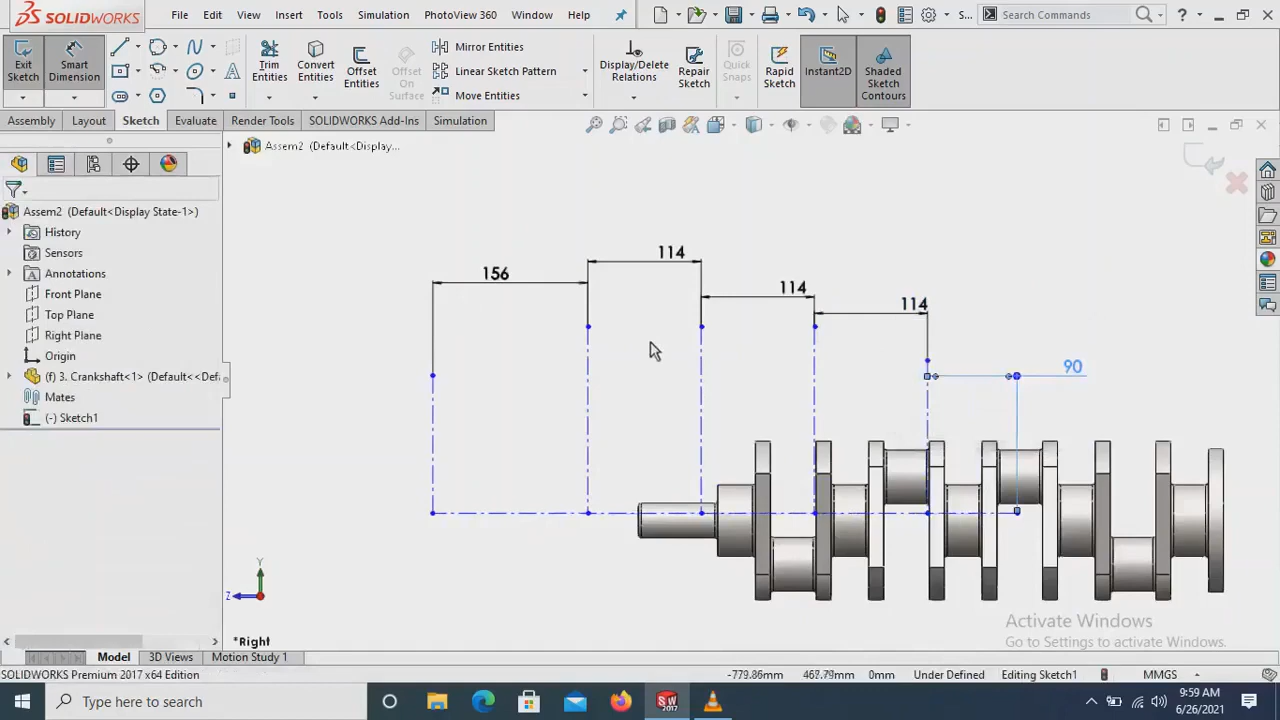 SOLIDWORKS File Edit View Insert Tools Simulation PhotoView 360 Window Help S... Search Commands ?
Exit Sketch Smart Dimension Trim Entities Convert Entities Offset Entities Offset On Surface Mirror Entities Linear Sketch Pattern Move Entities Display/Delete Relations Repair Sketch Quick Snaps Rapid Sketch Instant2D Shaded Sketch Contours
Assembly Layout Sketch Evaluate Render Tools SOLIDWORKS Add-Ins Simulation
Assem2 (Default<Display...
Assem2 (Default<Display State-1>)
History
Sensors
Annotations
Front Plane
Top Plane
Right Plane
Origin
(f) 3. Crankshaft<1> (Default<<Def
Mates
(-) Sketch1
114
156
114
114
90
Y
Z
*Right
Activate Windows
Go to Settings to activate Windows.
Model 3D Views Motion Study 1
SOLIDWORKS Premium 2017 x64 Edition -779.86mm 467.79mm 0mm Under Defined Editing Sketch1 MMGS
Type here to search
SW 2017
9:59 AM
6/26/2021